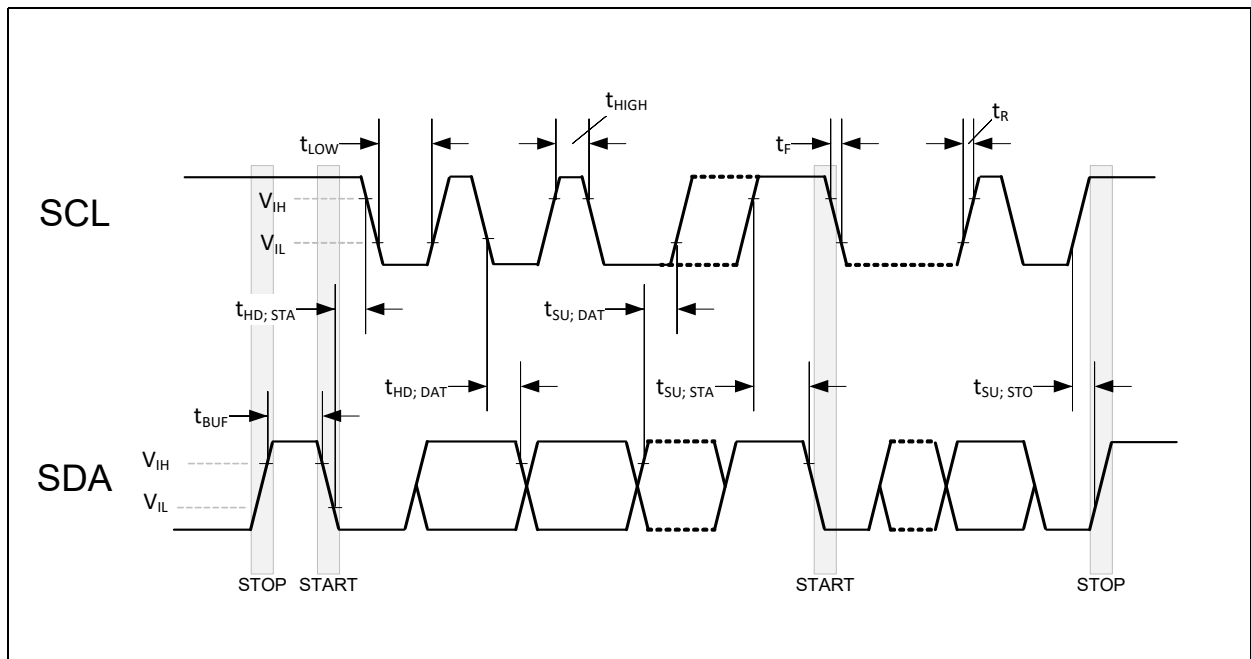 tHIGH
tR
tLOW
tF
SCL
VIH
VIL
tHD; STA
tSU; DAT
tHD; DAT
tSU; STA
tSU; STO
tBUF
SDA
VIH
VIL
STOP
START
START
STOP